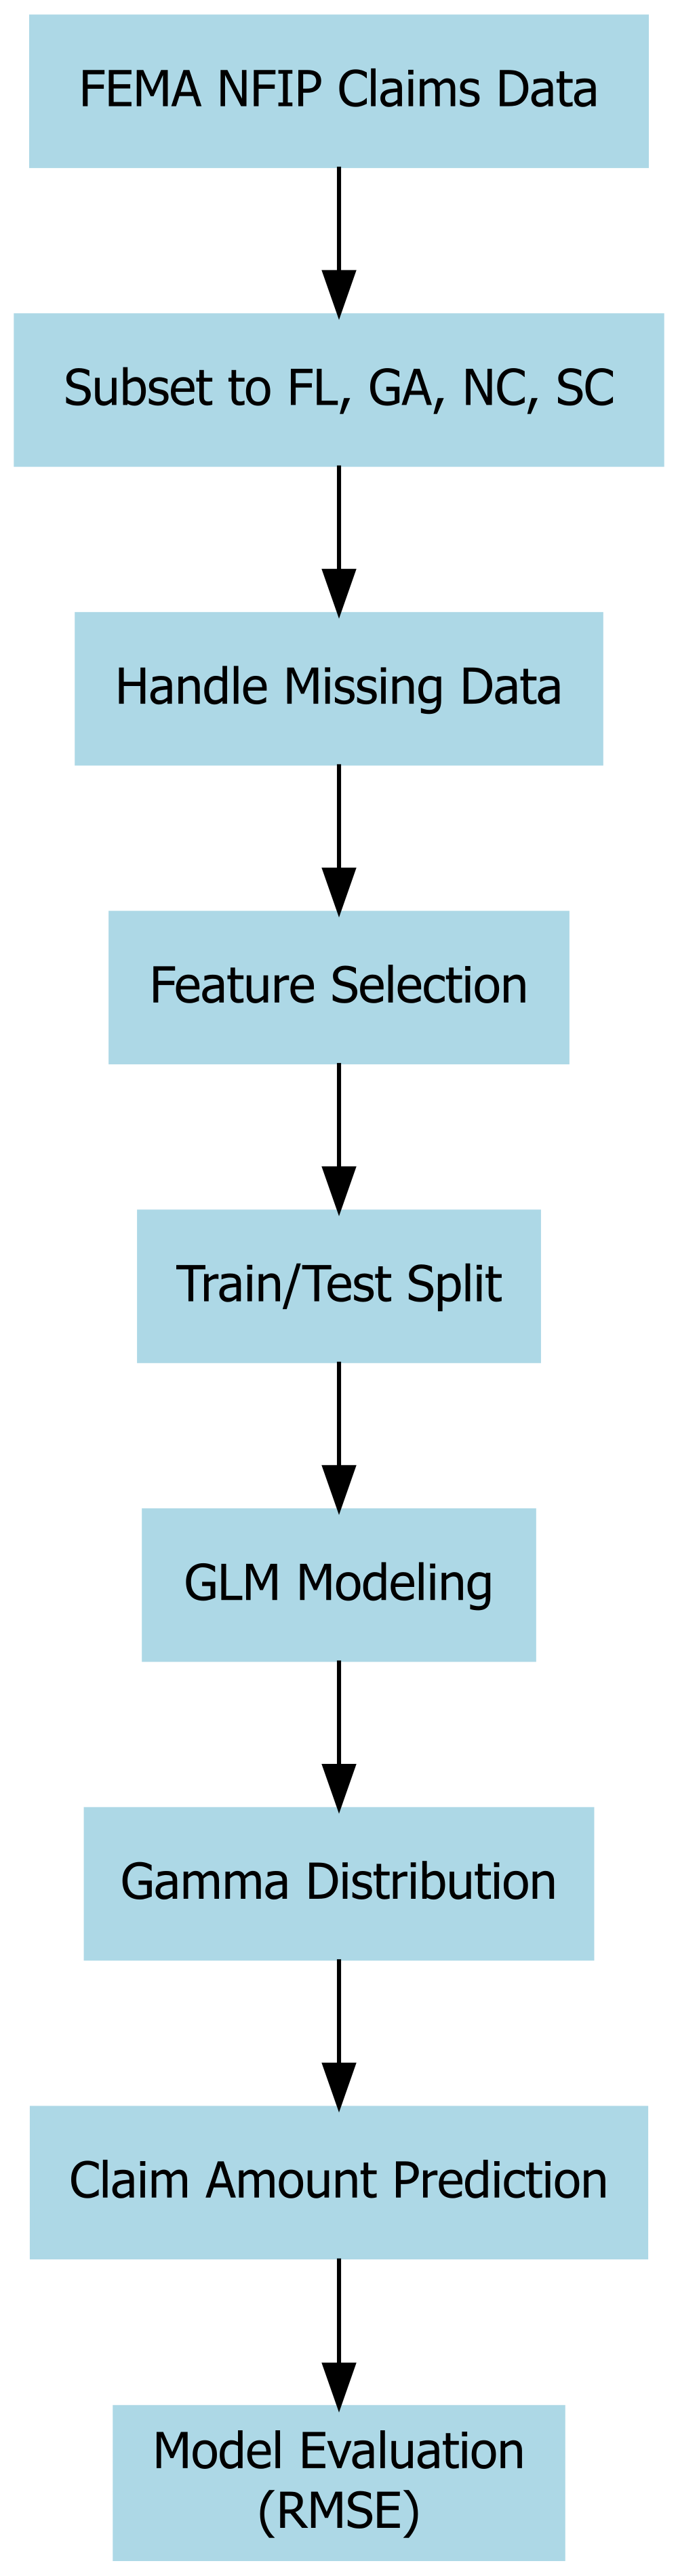 FEMA NFIP Claims Data
Subset to FL, GA, NC, SC
Handle Missing Data
Feature Selection
Train/Test Split
GLM Modeling
Gamma Distribution
Claim Amount Prediction
Model Evaluation
(RMSE)